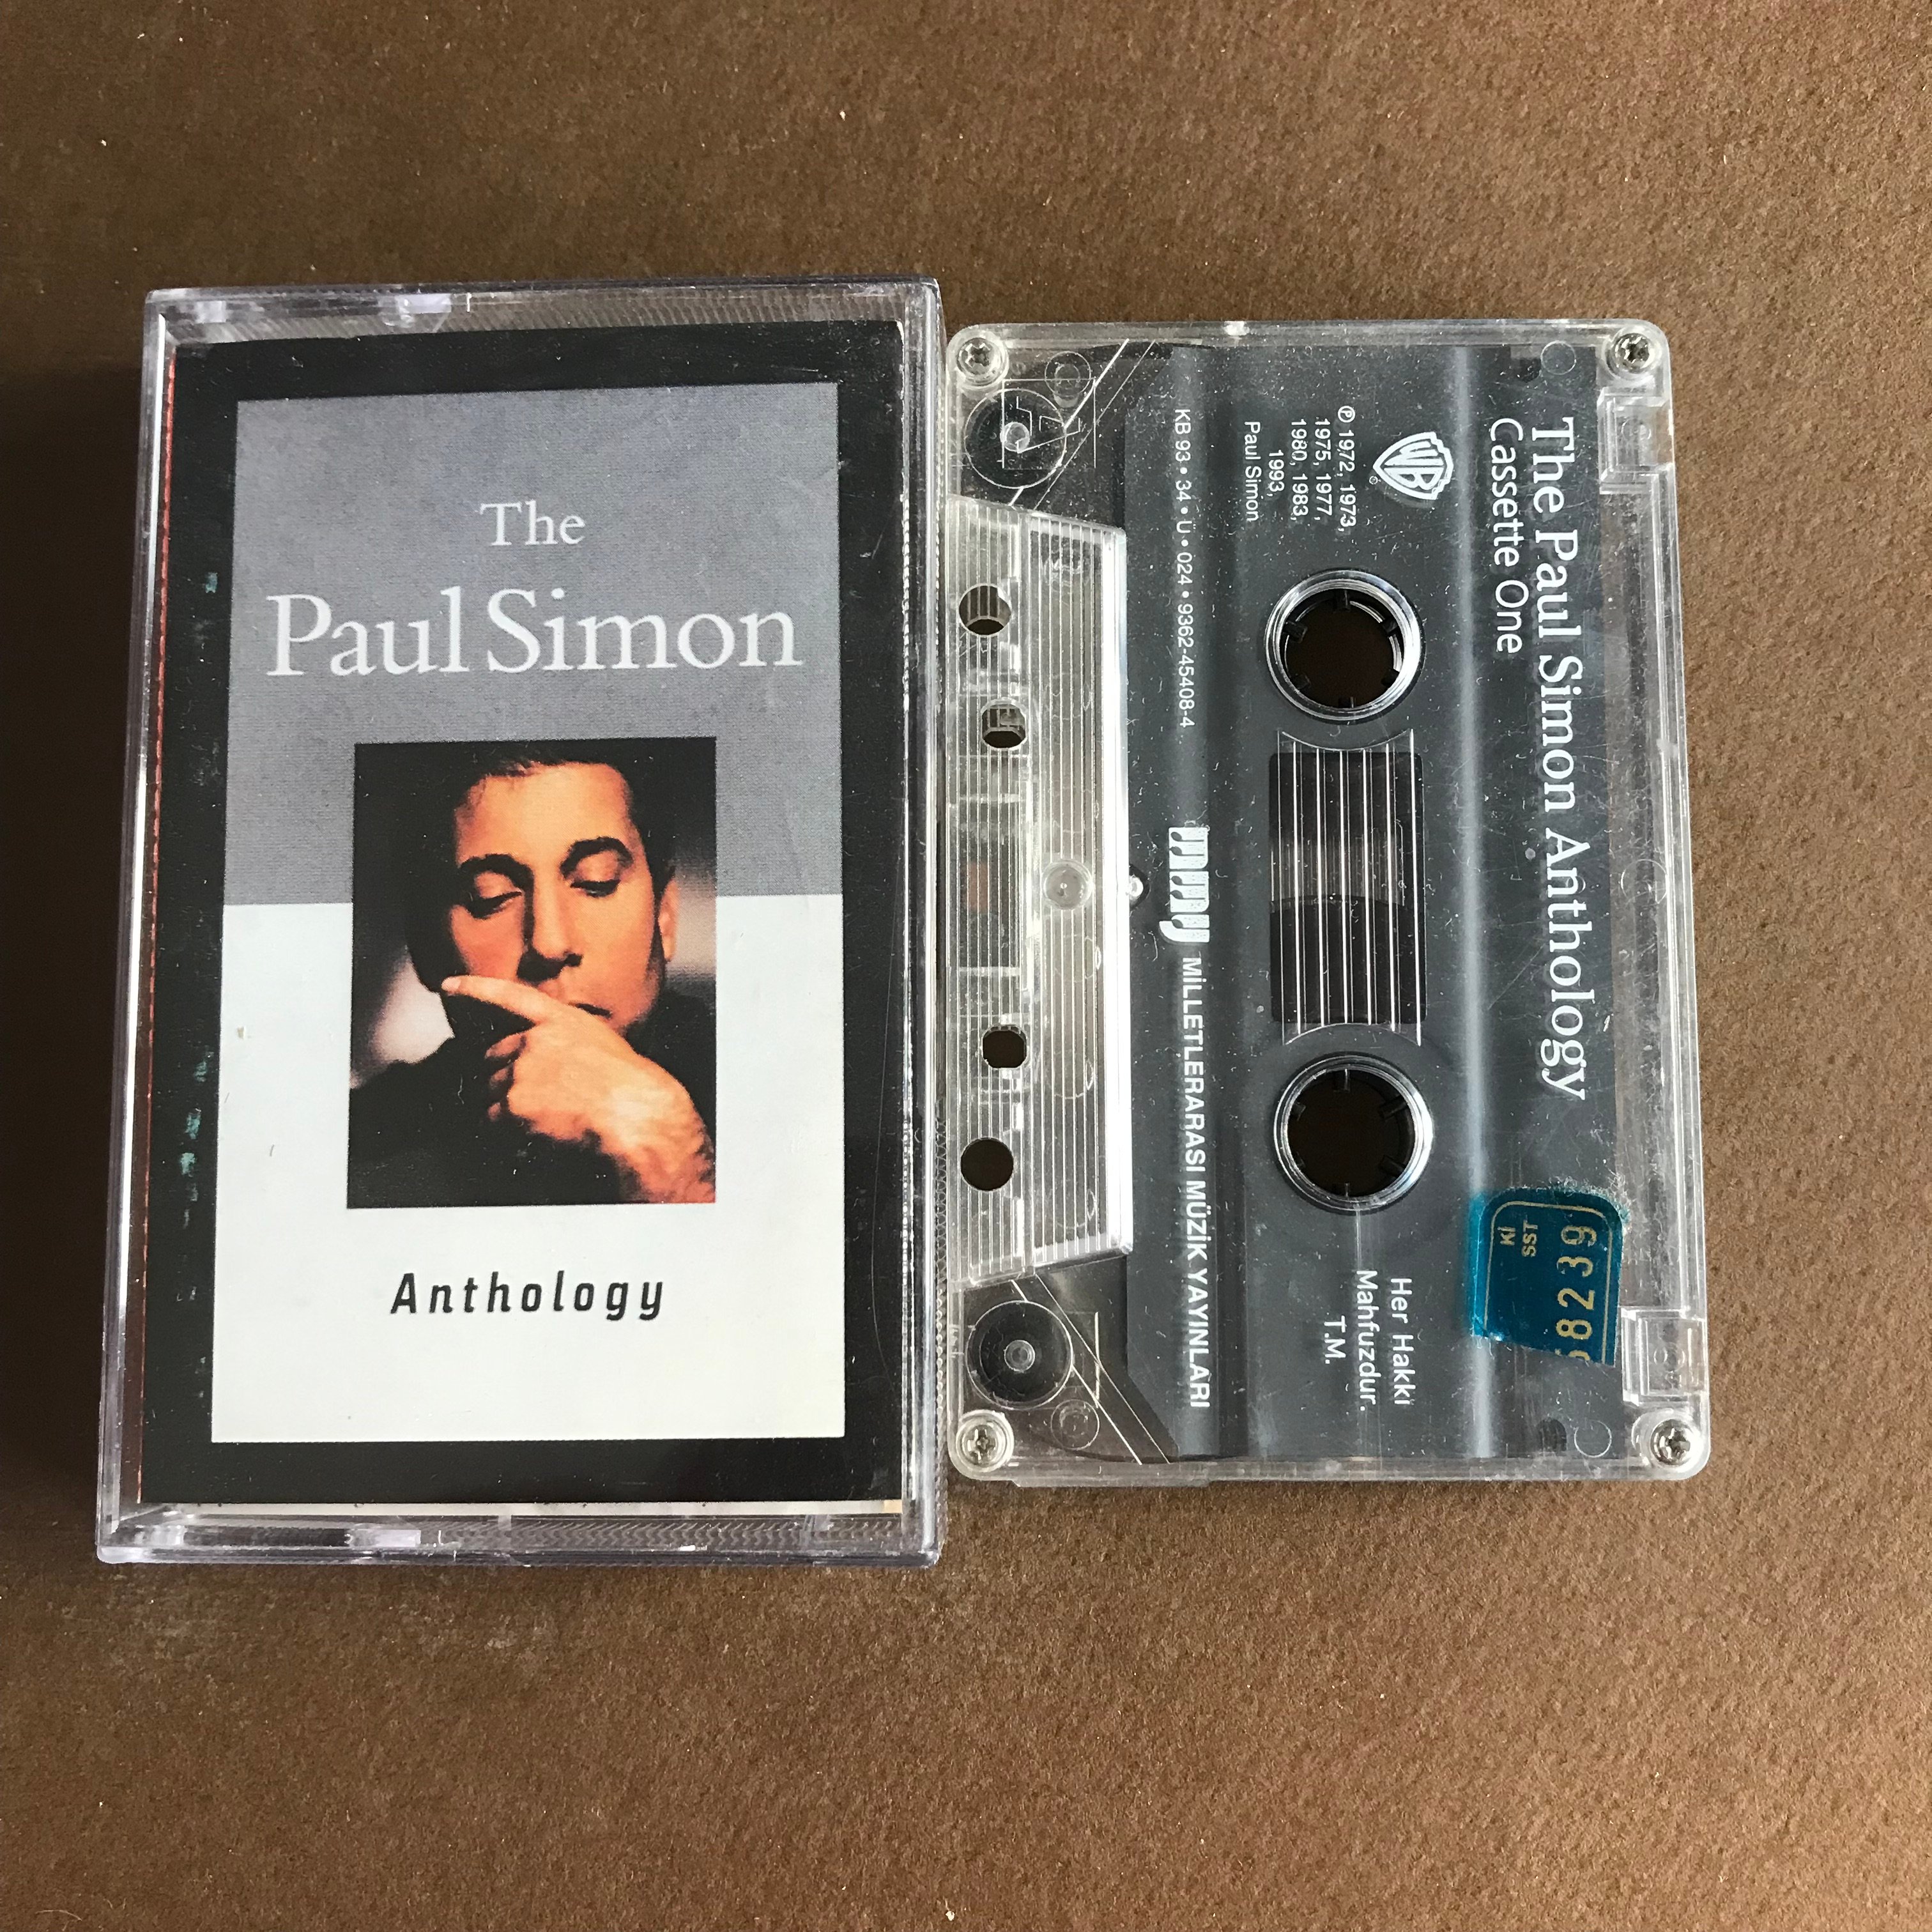 The
Paul Simon
Anthology
The Paul Simon Anthology
Cassette One
WB
℗ 1972, 1973,
1975, 1977,
1980, 1983,
1993,
Paul Simon
KB 93 • 34 • U • 024 • 9362-45408-4
MİLLETLERARASI MÜZİK YAYINLARI
Her Hakkı
Mahfuzdur.
T.M.
SST
8239